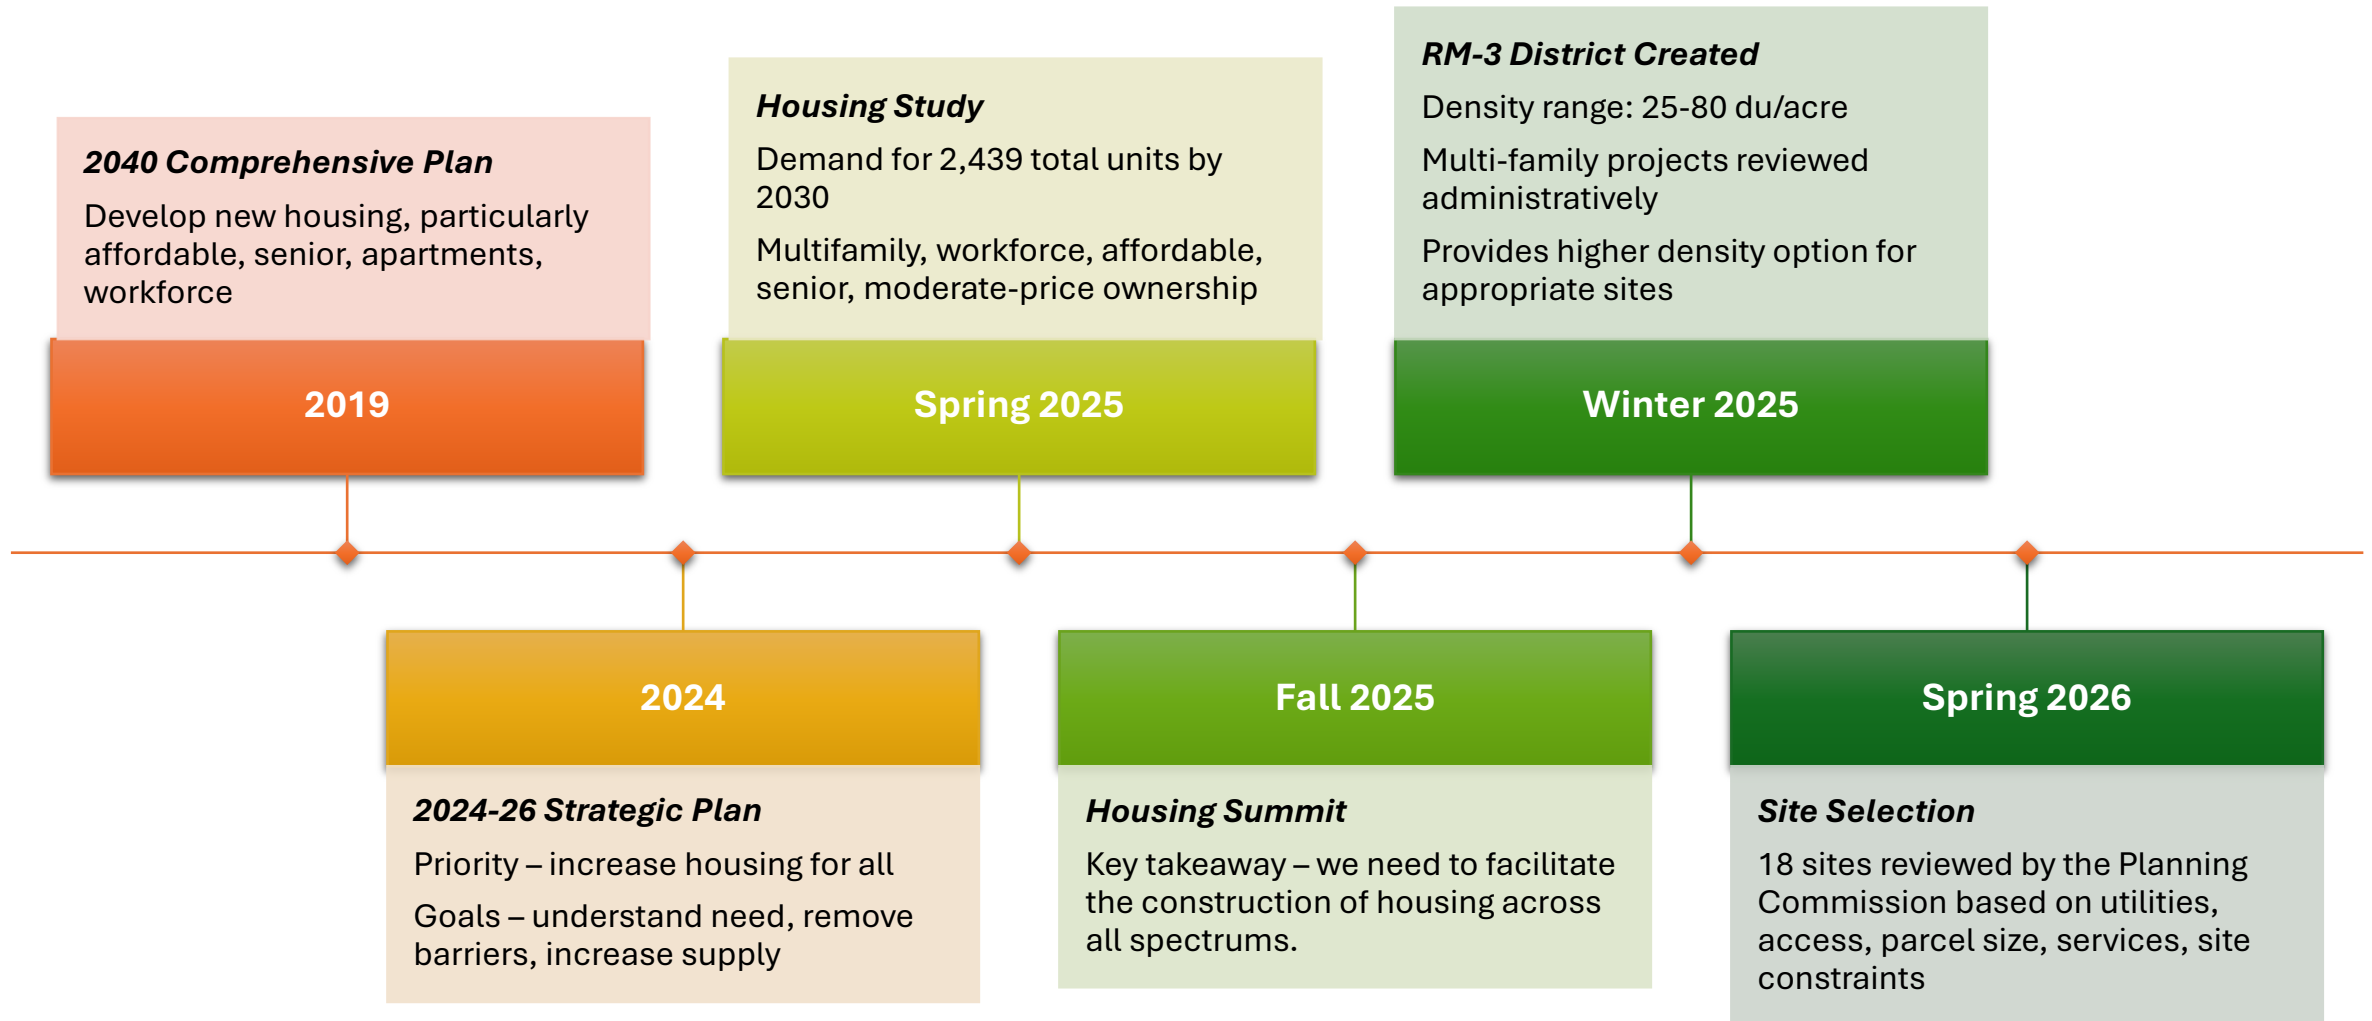 2040 Comprehensive Plan
Develop new housing, particularly
affordable, senior, apartments,
workforce
2019
2024
2024-26 Strategic Plan
Priority – increase housing for all
Goals – understand need, remove
barriers, increase supply
Housing Study
Demand for 2,439 total units by
2030
Multifamily, workforce, affordable,
senior, moderate-price ownership
Spring 2025
Fall 2025
Housing Summit
Key takeaway – we need to facilitate
the construction of housing across
all spectrums.
RM-3 District Created
Density range: 25-80 du/acre
Multi-family projects reviewed
administratively
Provides higher density option for
appropriate sites
Winter 2025
Spring 2026
Site Selection
18 sites reviewed by the Planning
Commission based on utilities,
access, parcel size, services, site
constraints